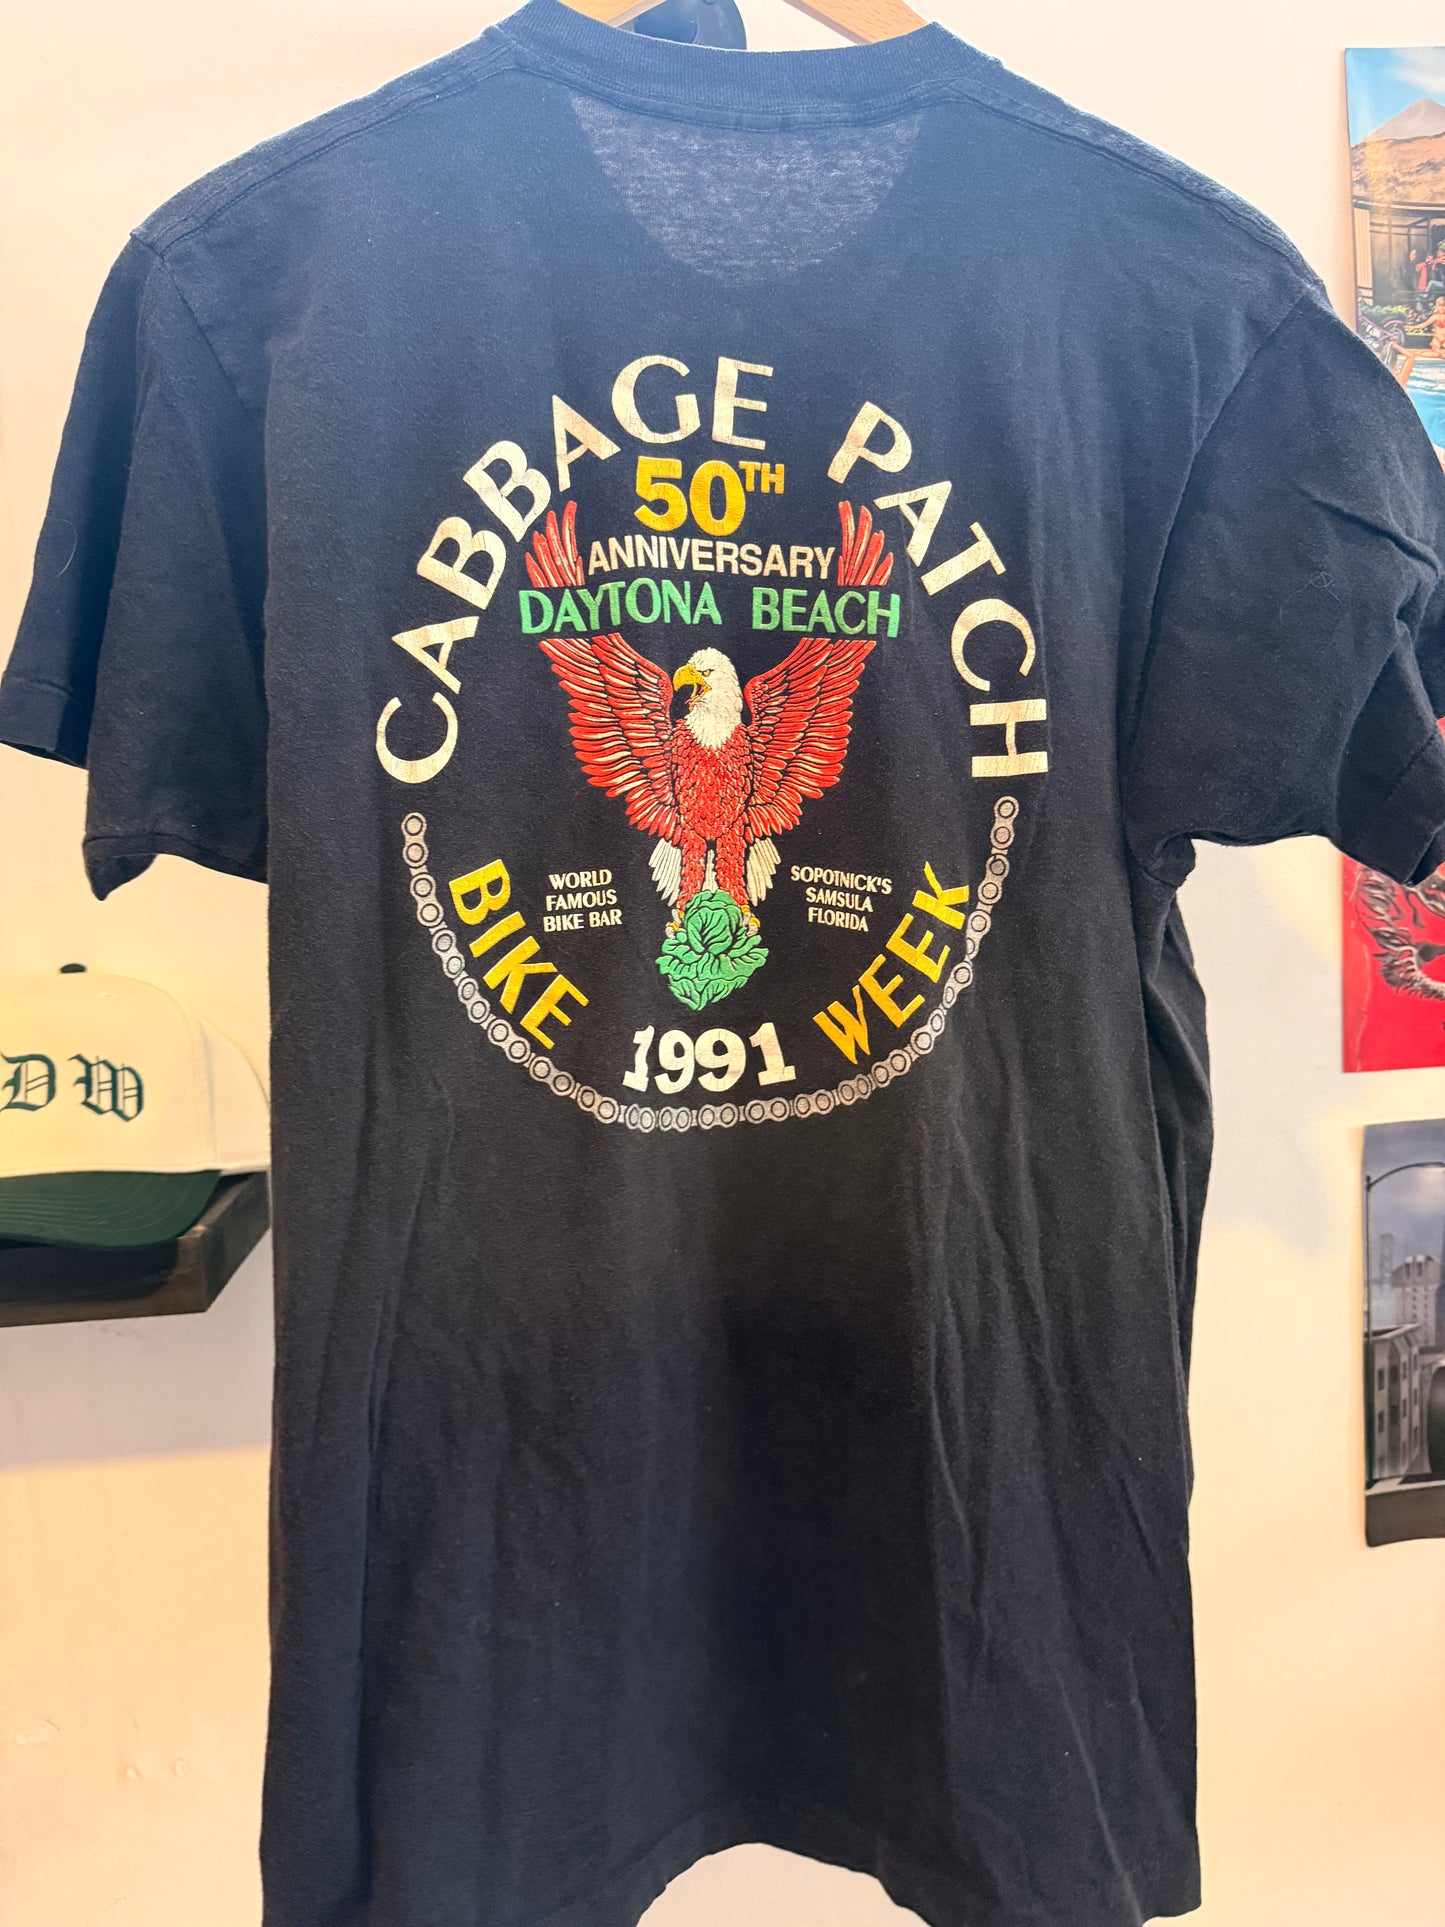 CABBAGE PATCH
50TH
ANNIVERSARY
DAYTONA BEACH
WORLD
FAMOUS
BIKE BAR
SOPOTNICK'S
SAMSULA
FLORIDA
BIKE WEEK
1991
DW